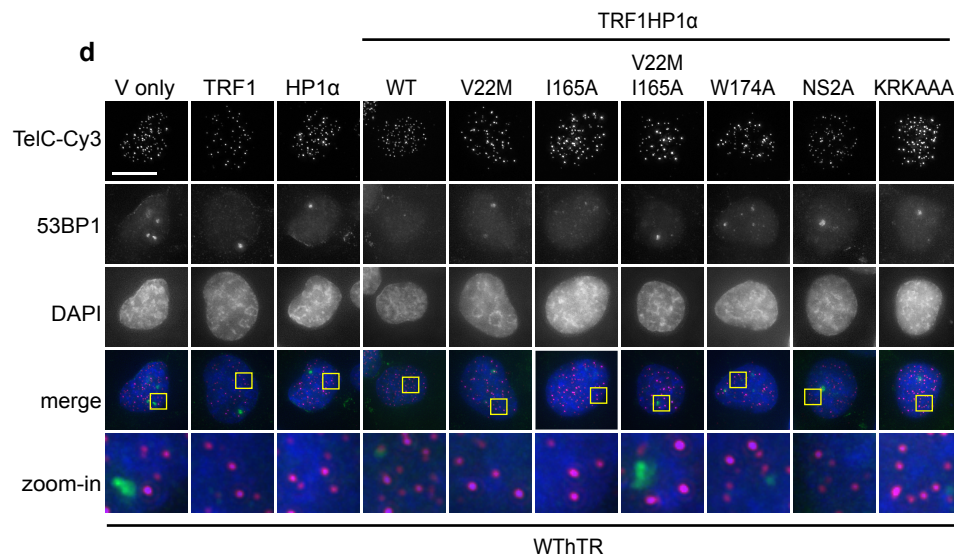 TRF1HP1α
d
V only TRF1 HP1α WT V22M I165A V22M I165A W174A NS2A KRKAAA
TelC-Cy3
53BP1
DAPI
merge
zoom-in
WThTR